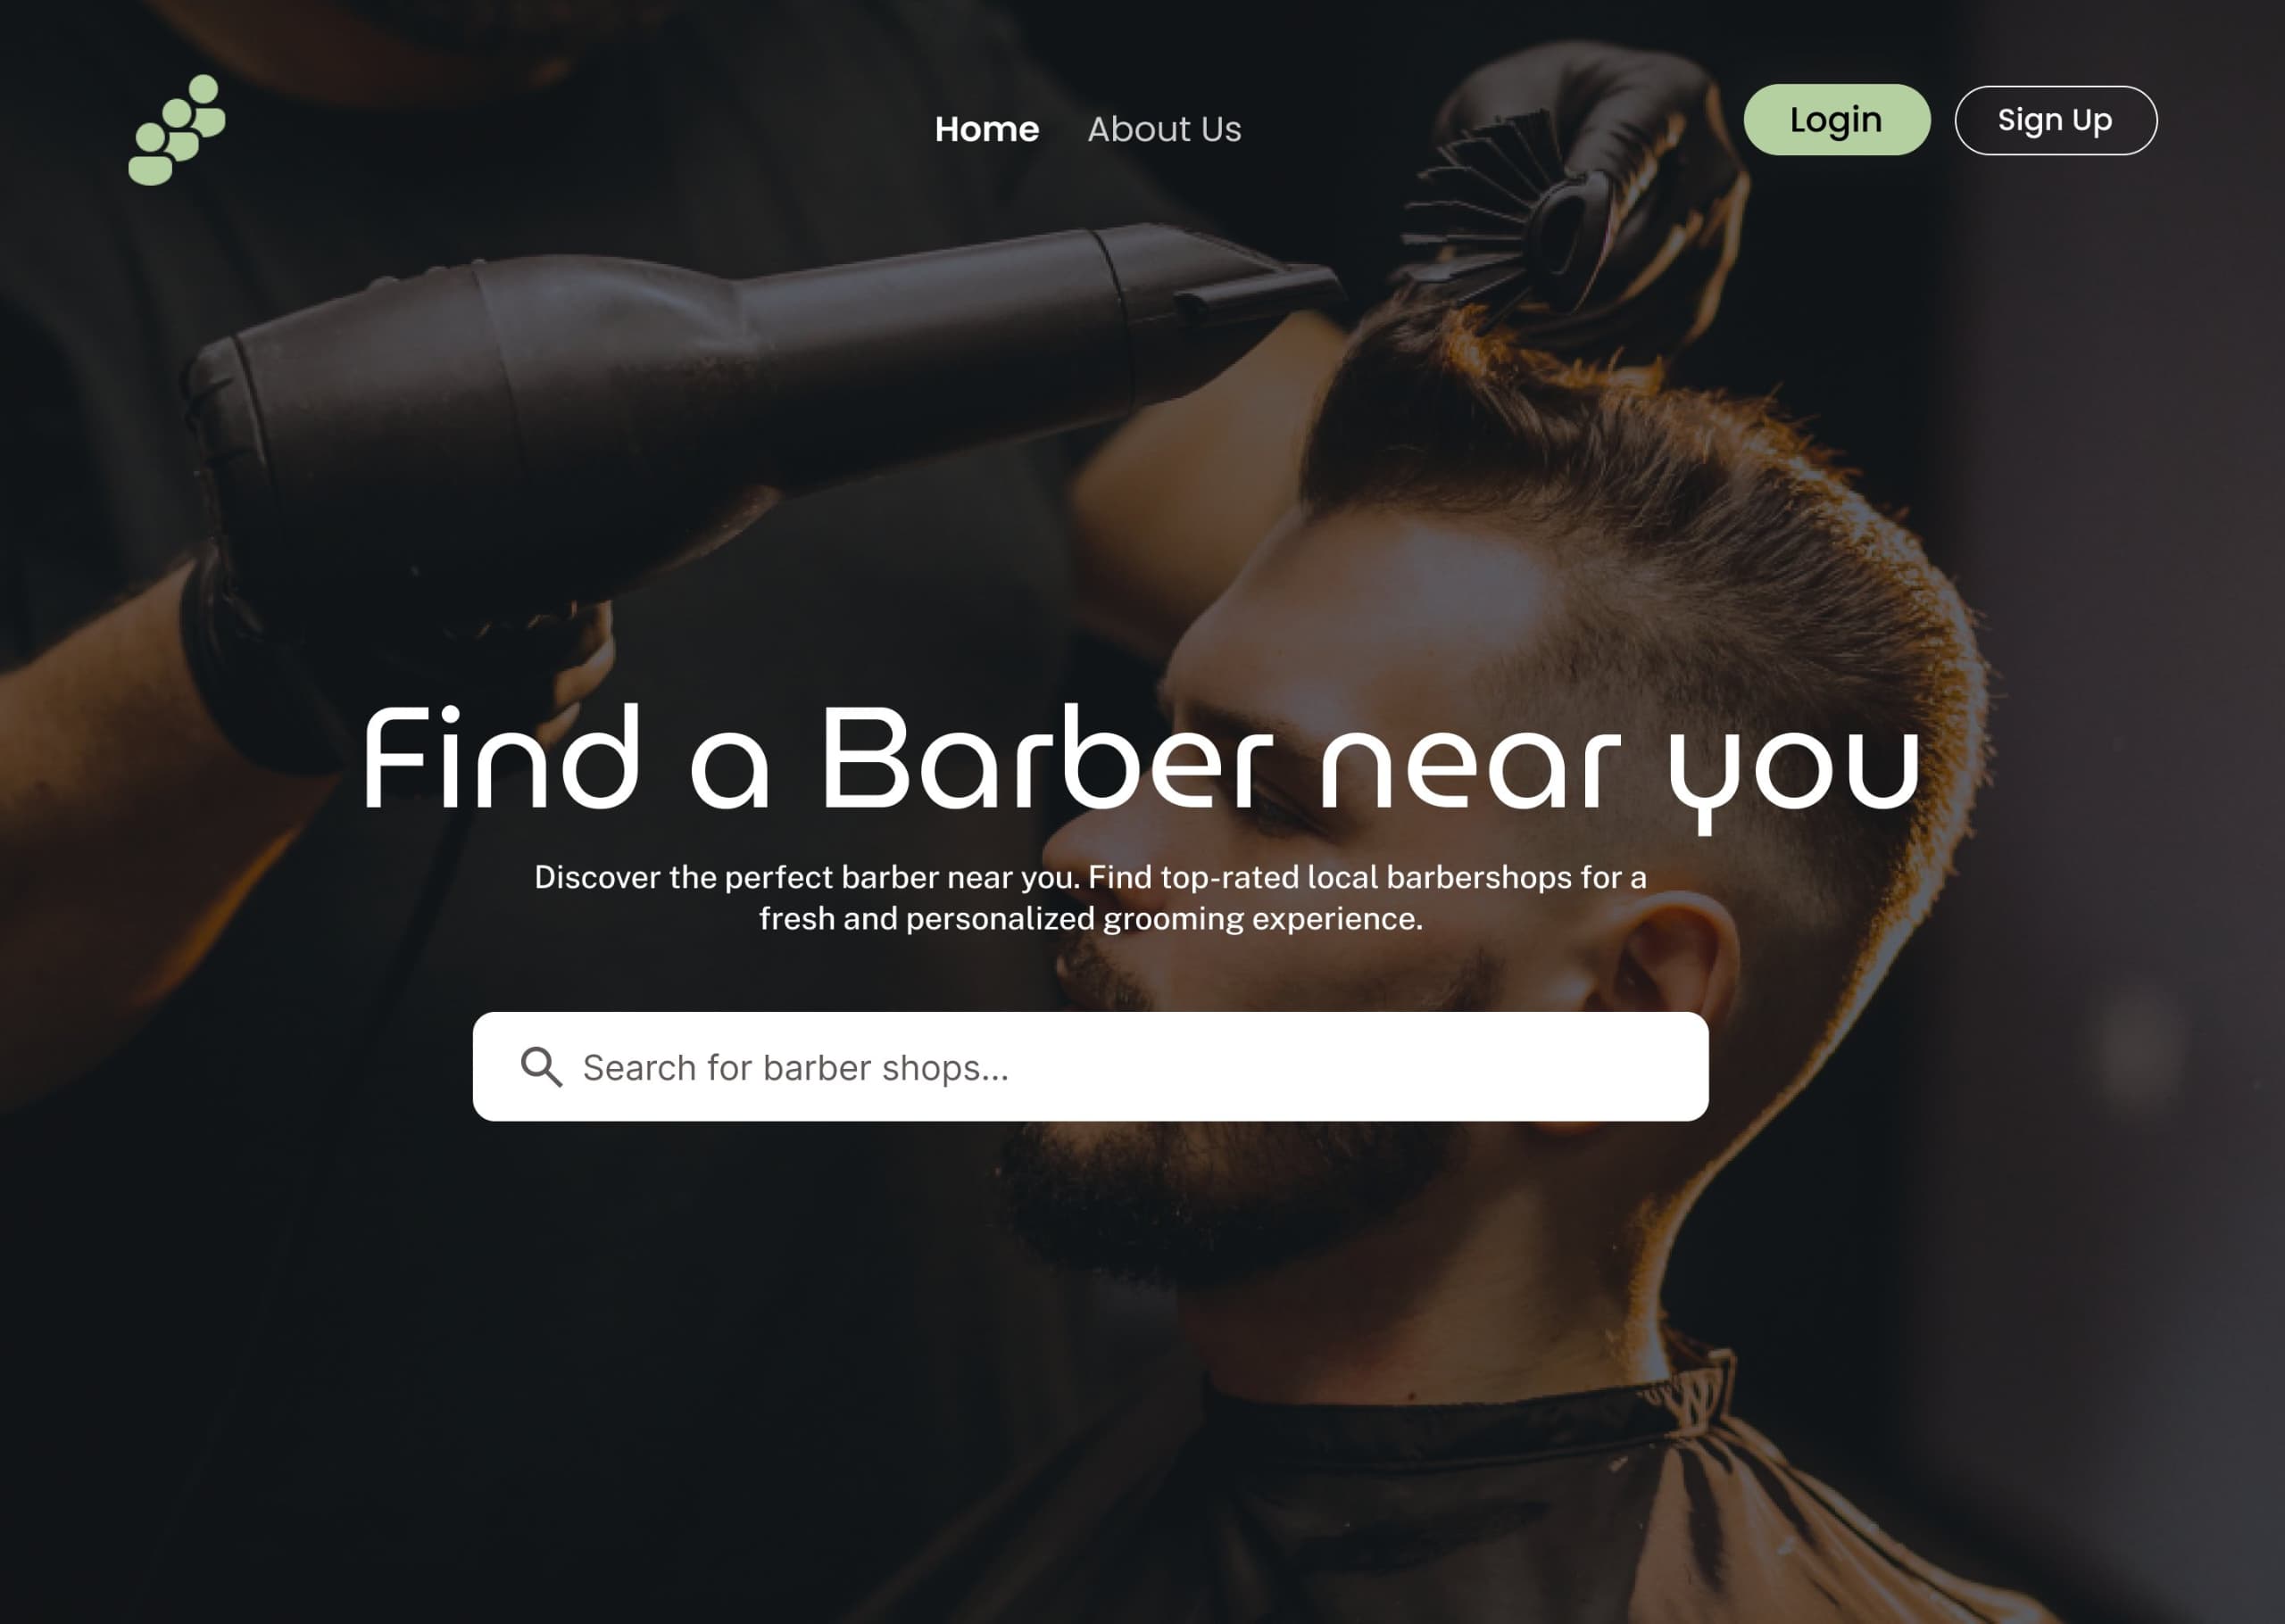 Home
About Us
Login
Sign Up
Find a Barber near you
Discover the perfect barber near you. Find top-rated local barbershops for a
fresh and personalized grooming experience.
Search for barber shops...